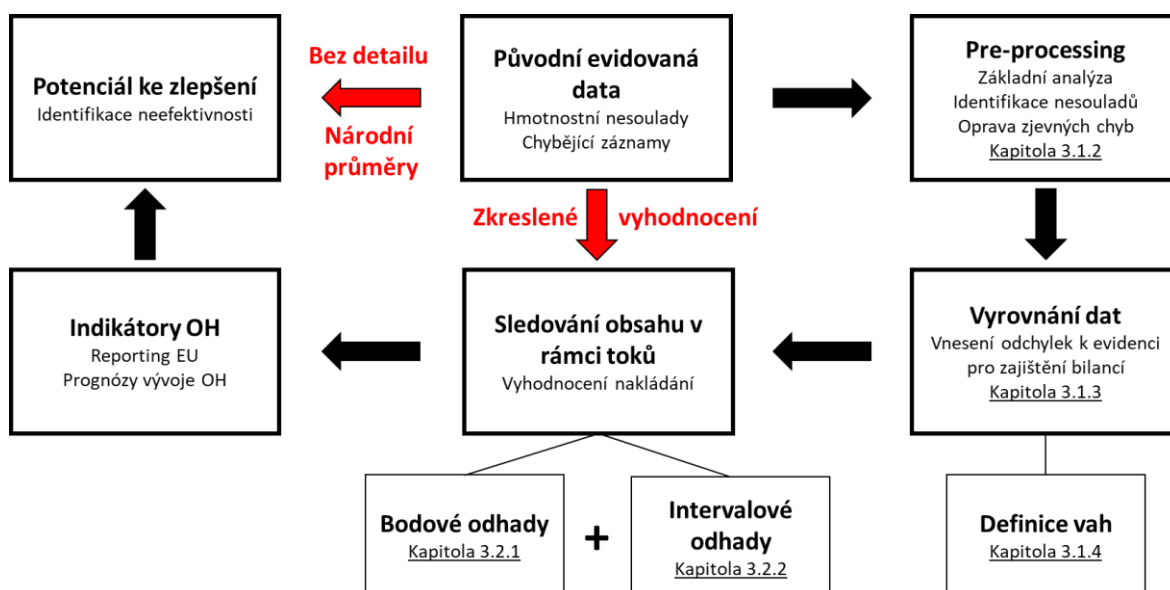 Potenciál ke zlepšení
Identifikace neefektivnosti
Bez detailu
Národní
průměry
Původní evidovaná
data
Hmotnostní nesoulady
Chybějící záznamy
Pre-processing
Základní analýza
Identifikace nesouladů
Oprava zjevných chyb
Kapitola 3.1.2
Zkreslené vyhodnocení
Indikátory OH
Reporting EU
Prognózy vývoje OH
Sledování obsahu v
rámci toků
Vyhodnocení nakládání
Vyrovnání dat
Vnesení odchylek k evidenci
pro zajištění bilancí
Kapitola 3.1.3
Bodové odhady
Kapitola 3.2.1
+
Intervalové
odhady
Kapitola 3.2.2
Definice vah
Kapitola 3.1.4